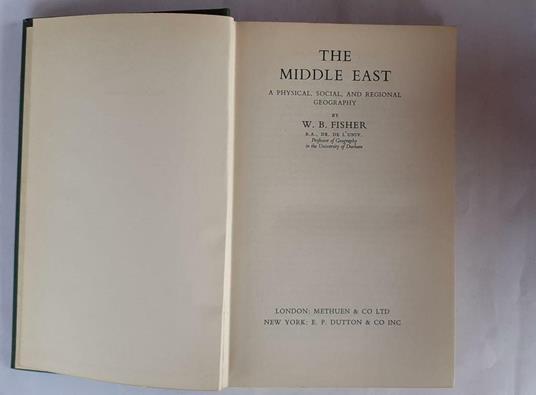 THE
MIDDLE EAST
A PHYSICAL, SOCIAL, AND REGIONAL
GEOGRAPHY
BY
W. B. FISHER
B.A., DR. DE L'UNIV.
Professor of Geography
in the University of Durham
LONDON: METHUEN & CO LTD
NEW YORK: E. P. DUTTON & CO INC